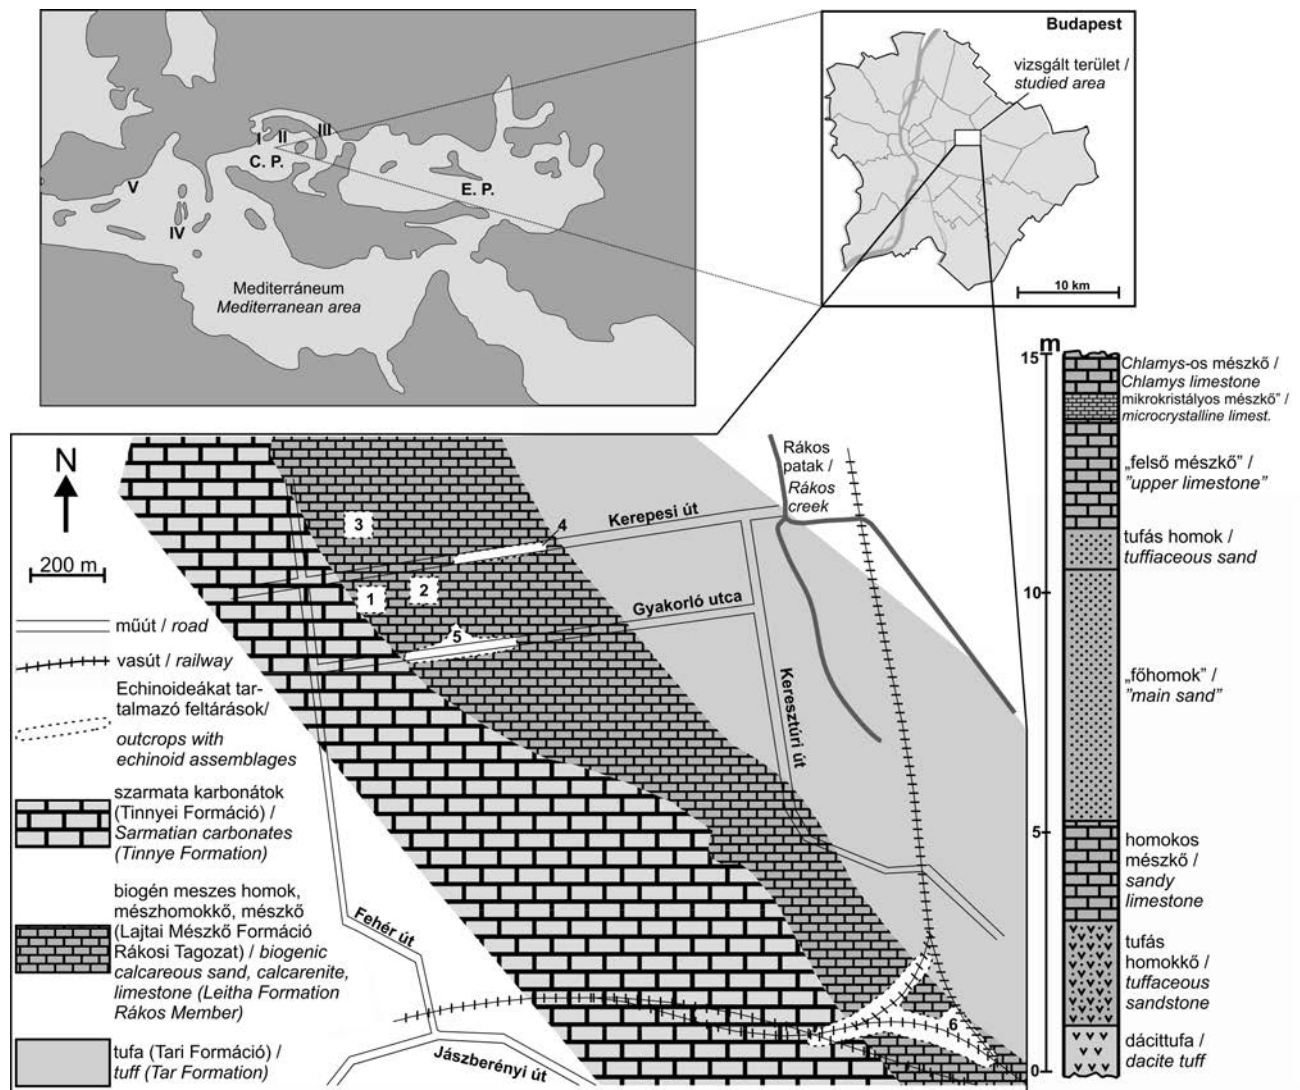 I
II
III
C. P.
E. P.
V
IV
Mediterráneum
Mediterranean area
Budapest
vizsgált terület /
studied area
10 km
N
200 m
műút / road
vasút / railway
Echinoideákat tar-
talmazó feltárások/
outcrops with
echinoid assemblages
szarmata karbonátok
(Tinnyei Formáció) /
Sarmatian carbonates
(Tinnye Formation)
biogén meszes homok,
mészhomokkő, mészkő
(Lajtai Mészkő Formáció
Rákosi Tagozat) / biogenic
calcareous sand, calcarenite,
limestone (Leitha Formation
Rákos Member)
tufa (Tari Formáció) /
tuff (Tar Formation)
Rákos
patak /
Rákos
creek
3
4
Kerepesi út
1
2
Gyakorló utca
5
Keresztúri út
Fehér út
6
Jászberényi út
m
15
10
5
0
Chlamys-os mészkő /
Chlamys limestone
mikrokristályos mészkő” /
microcrystalline limest.
„felső mészkő” /
”upper limestone”
tufás homok /
tuffiaceous sand
„főhomok” /
”main sand”
homokos
mészkő /
sandy
limestone
tufás
homokkő /
tuffaceous
sandstone
dácittufa /
dacite tuff